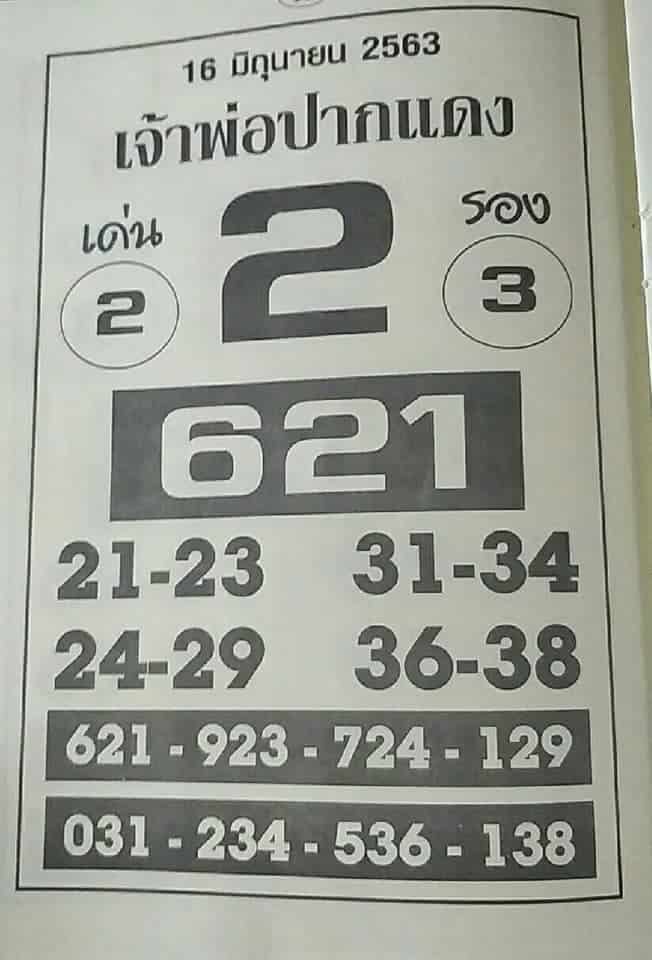 16 มิถุนายน 2563
เจ้าพ่อปากแดง
เด่น 2 รอง
2 3
621
21-23 31-34
24-29 36-38
621 - 923 - 724 - 129
031 - 234 - 536 - 138